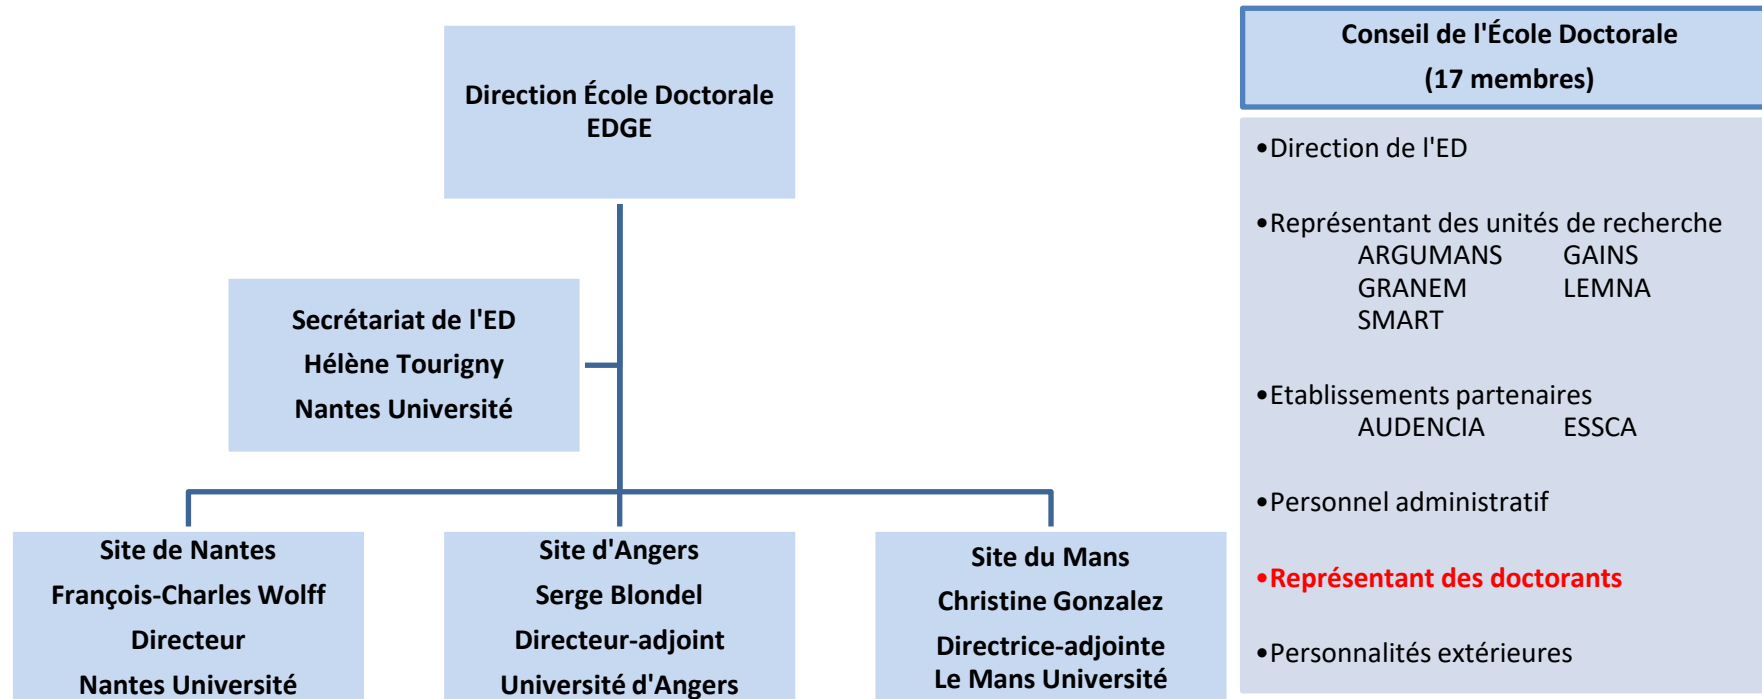 Direction École Doctorale
EDGE
Secrétariat de l'ED
Hélène Tourigny
Nantes Université
Site de Nantes
François-Charles Wolff
Directeur
Nantes Université
Site d'Angers
Serge Blondel
Directeur-adjoint
Université d'Angers
Site du Mans
Christine Gonzalez
Directrice-adjointe
Le Mans Université
Conseil de l'École Doctorale
(17 membres)
•Direction de l'ED
•Représentant des unités de recherche
ARGUMANS GAINS
GRANEM LEMNA
SMART
•Etablissements partenaires
AUDENCIA ESSCA
•Personnel administratif
•Représentant des doctorants
•Personnalités extérieures